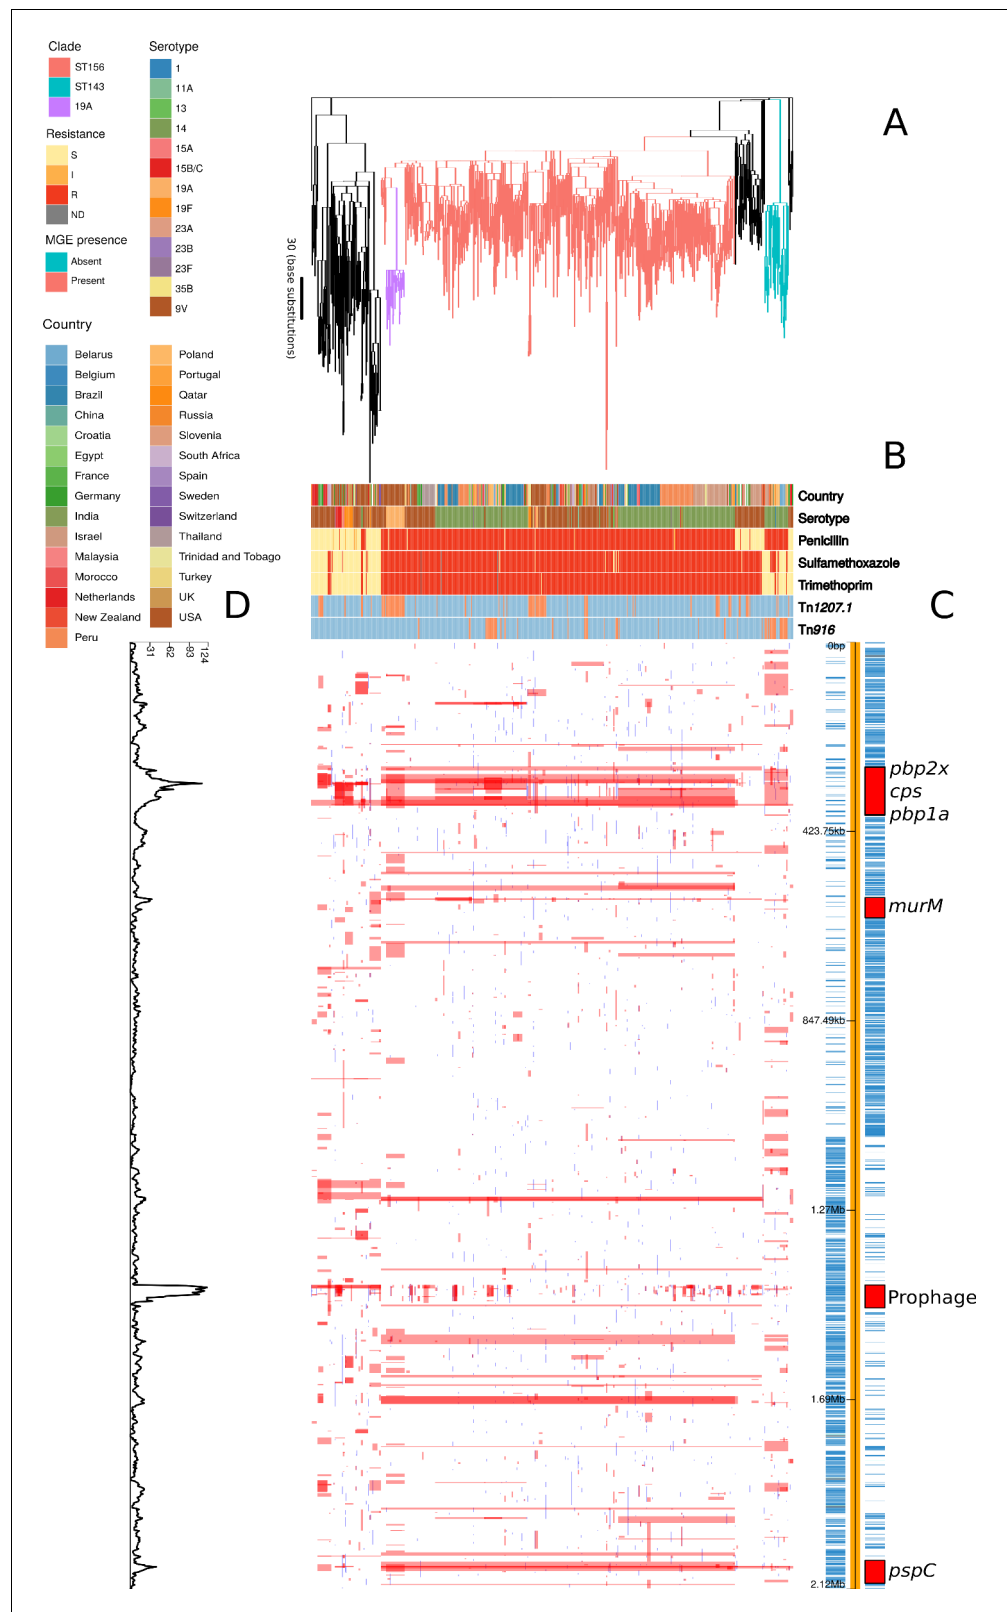 Clade
ST156
ST143
19A
Resistance
S
I
R
ND
MGE presence
Absent
Present
Serotype
1
11A
13
14
15A
15B/C
19A
19F
23A
23B
23F
35B
9V
Country
Belarus
Belgium
Brazil
China
Croatia
Egypt
France
Germany
India
Israel
Malaysia
Morocco
Netherlands
New Zealand
Peru
Poland
Portugal
Qatar
Russia
Slovenia
South Africa
Spain
Sweden
Switzerland
Thailand
Trinidad and Tobago
Turkey
UK
USA
A
30 (base substitutions)
B
Country
Serotype
Penicillin
Sulfamethoxazole
Trimethoprim
Tn1207.1
Tn916
D
C
31
62
93
124
0bp
423.75kb
847.49kb
1.27Mb
1.69Mb
2.12Mb
pbp2x
cps
pbp1a
murM
Prophage
pspC